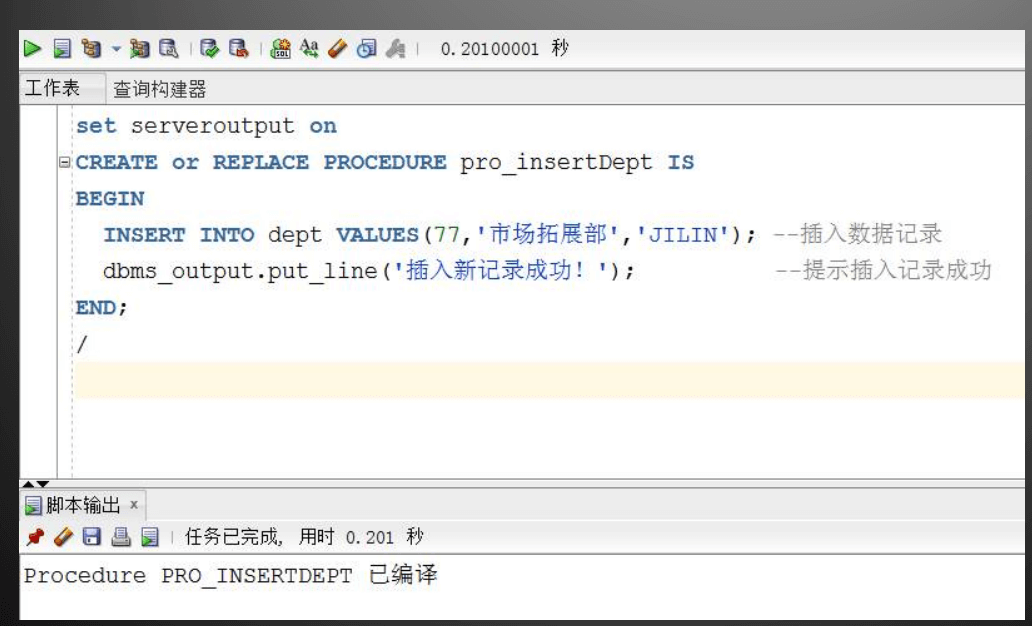 0.20100001 秒
工作表 查询构建器
set serveroutput on
CREATE or REPLACE PROCEDURE pro_insertDept IS
BEGIN
INSERT INTO dept VALUES(77,'市场拓展部','JILIN'); --插入数据记录
dbms_output.put_line('插入新记录成功！'); --提示插入记录成功
END;
/
脚本输出 ×
任务已完成, 用时 0.201 秒
Procedure PRO_INSERTDEPT 已编译